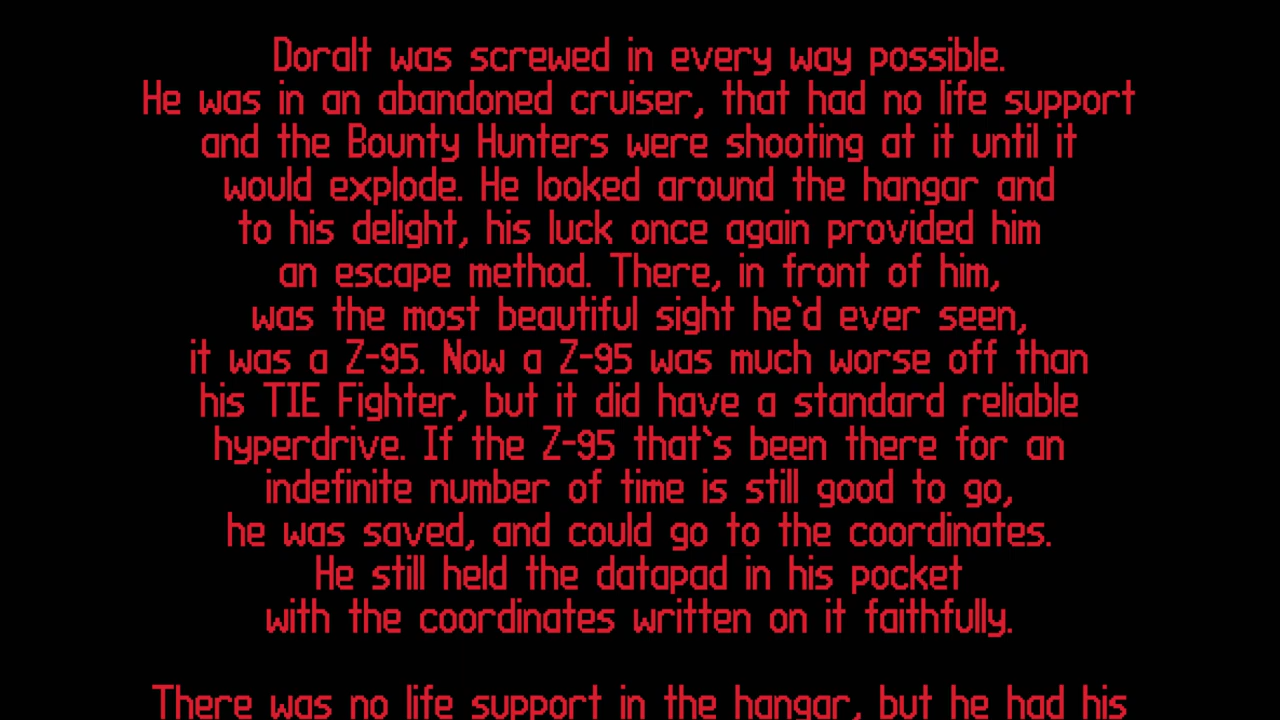 Doralt was screwed in every way possible.
He was in an abandoned cruiser, that had no life support
and the Bounty Hunters were shooting at it until it
would explode. He looked around the hangar and
to his delight, his luck once again provided him
an escape method. There, in front of him,
was the most beautiful sight he`d ever seen,
it was a Z-95. Now a Z-95 was much worse off than
his TIE Fighter, but it did have a standard reliable
hyperdrive. If the Z-95 that`s been there for an
indefinite number of time is still good to go,
he was saved, and could go to the coordinates.
He still held the datapad in his pocket
with the coordinates written on it faithfully.
There was no life support in the hangar, but he had his